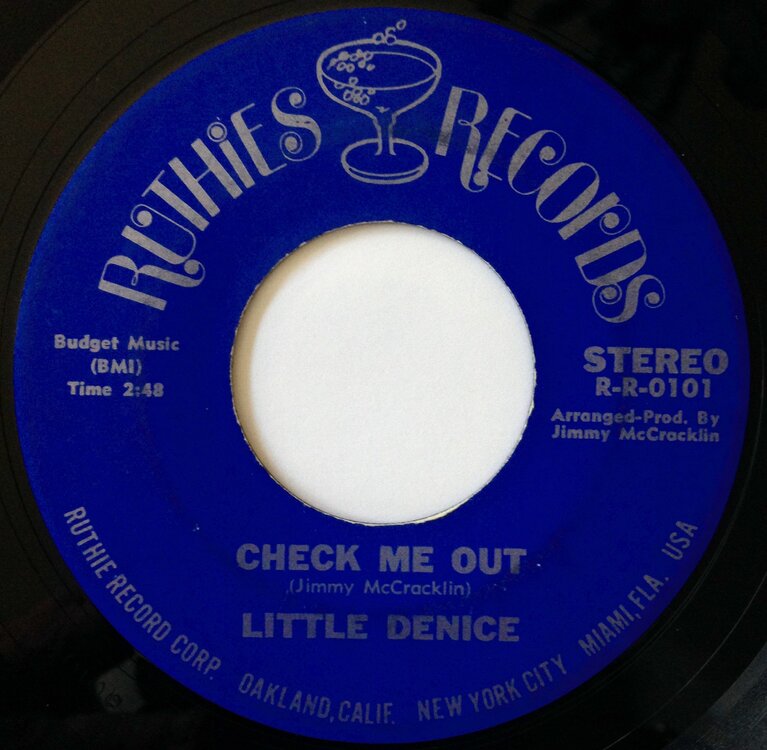 RUTHIES RECORDS
Budget Music
(BMI)
Time 2:48
STEREO
R-R-0101
Arranged-Prod. By
Jimmy McCracklin
CHECK ME OUT
(Jimmy McCracklin)
LITTLE DENICE
RUTHIE RECORD CORP. OAKLAND, CALIF. NEW YORK CITY MIAMI, FLA. USA